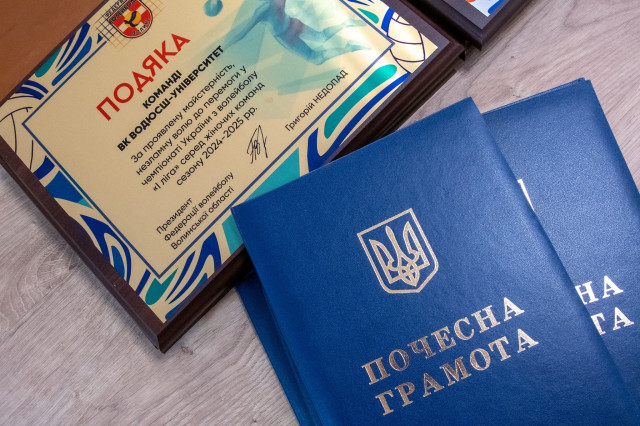 ПОДЯКА
КОМАНДІ
ВК ВОДЮСШ-УНІВЕРСИТЕТ
За проявлену майстерність,
незламну волю до перемоги у
чемпіонаті України з волейболу
«І ліга» серед жіночих команд
сезону 2024-2025 рр.
Президент
Федерації волейболу
Волинської області
Григорій НЕДОПАД
ПОЧЕСНА
ГРАМОТА
НА
ТА